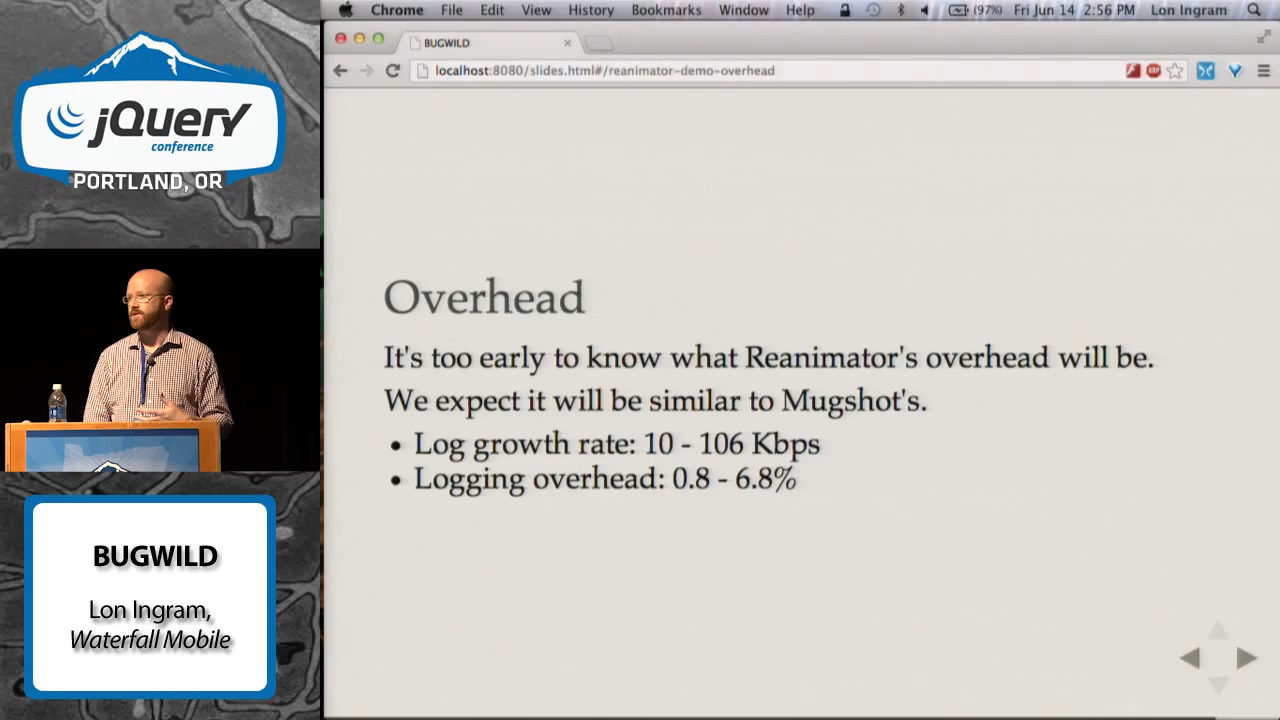 jQuery
conference
PORTLAND, OR
BUGWILD
Lon Ingram,
Waterfall Mobile
Chrome File Edit View History Bookmarks Window Help (97%) Fri Jun 14 2:56 PM Lon Ingram
BUGWILD
localhost:8080/slides.html#/reanimator-demo-overhead
ABP
Overhead
It's too early to know what Reanimator's overhead will be.
We expect it will be similar to Mugshot's.
• Log growth rate: 10 - 106 Kbps
• Logging overhead: 0.8 - 6.8%